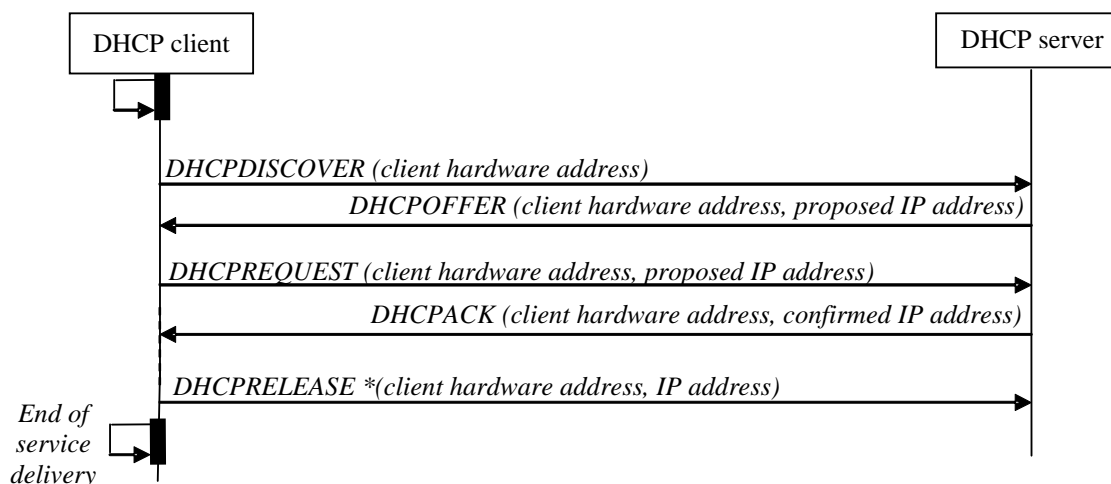 DHCP client
DHCP server
DHCPDISCOVER (client hardware address)
DHCPOFFER (client hardware address, proposed IP address)
DHCPREQUEST (client hardware address, proposed IP address)
DHCPACK (client hardware address, confirmed IP address)
DHCPRELEASE *(client hardware address, IP address)
End of
service
delivery